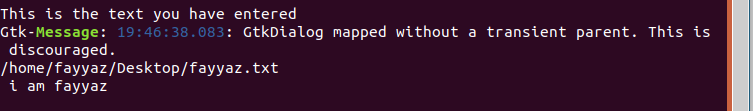 This is the text you have entered
Gtk-Message: 19:46:38.083: GtkDialog mapped without a transient parent. This is
 discouraged.
/home/fayyaz/Desktop/fayyaz.txt
 i am fayyaz